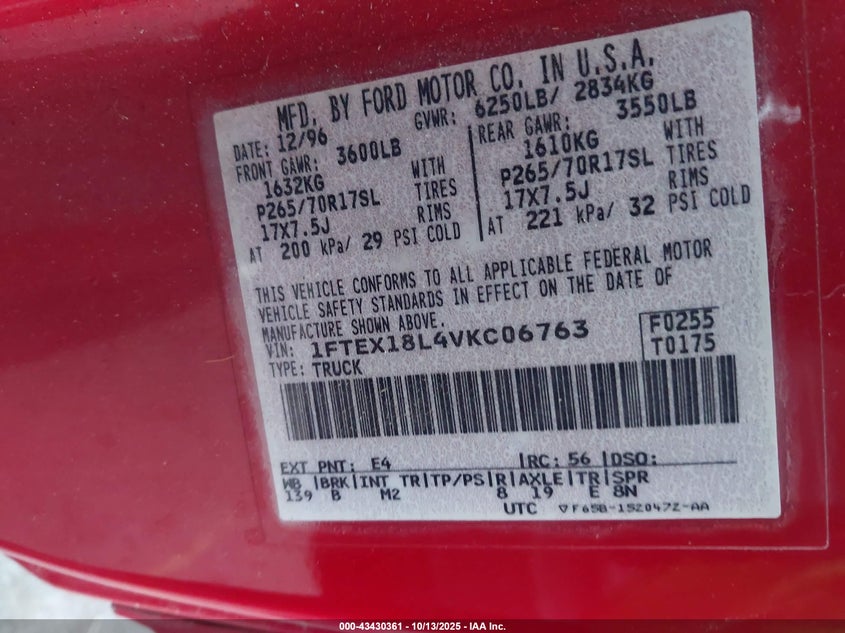 MFD. BY FORD MOTOR CO. IN U.S.A.
DATE: 12/96 GVWR: 6250LB/ 2834KG
FRONT GAWR: 3600LB REAR GAWR: 3550LB
1632KG WITH 1610KG WITH
P265/70R17SL TIRES P265/70R17SL TIRES
17X7.5J RIMS 17X7.5J RIMS
AT 200 kPa/ 29 PSI COLD AT 221 kPa/ 32 PSI COLD
THIS VEHICLE CONFORMS TO ALL APPLICABLE FEDERAL MOTOR
VEHICLE SAFETY STANDARDS IN EFFECT ON THE DATE OF
MANUFACTURE SHOWN ABOVE.
VIN: 1FTEX18L4VKC06763 F0255
TYPE: TRUCK T0175
EXT PNT: E4 RC: 56 DSO:
WB BRK INT TR TP/PS R AXLE TR SPR
139 B M2 8 19 E 8N
UTC ▽F65B-152047Z-AA
000-43430361 - 10/13/2025 - IAA Inc.